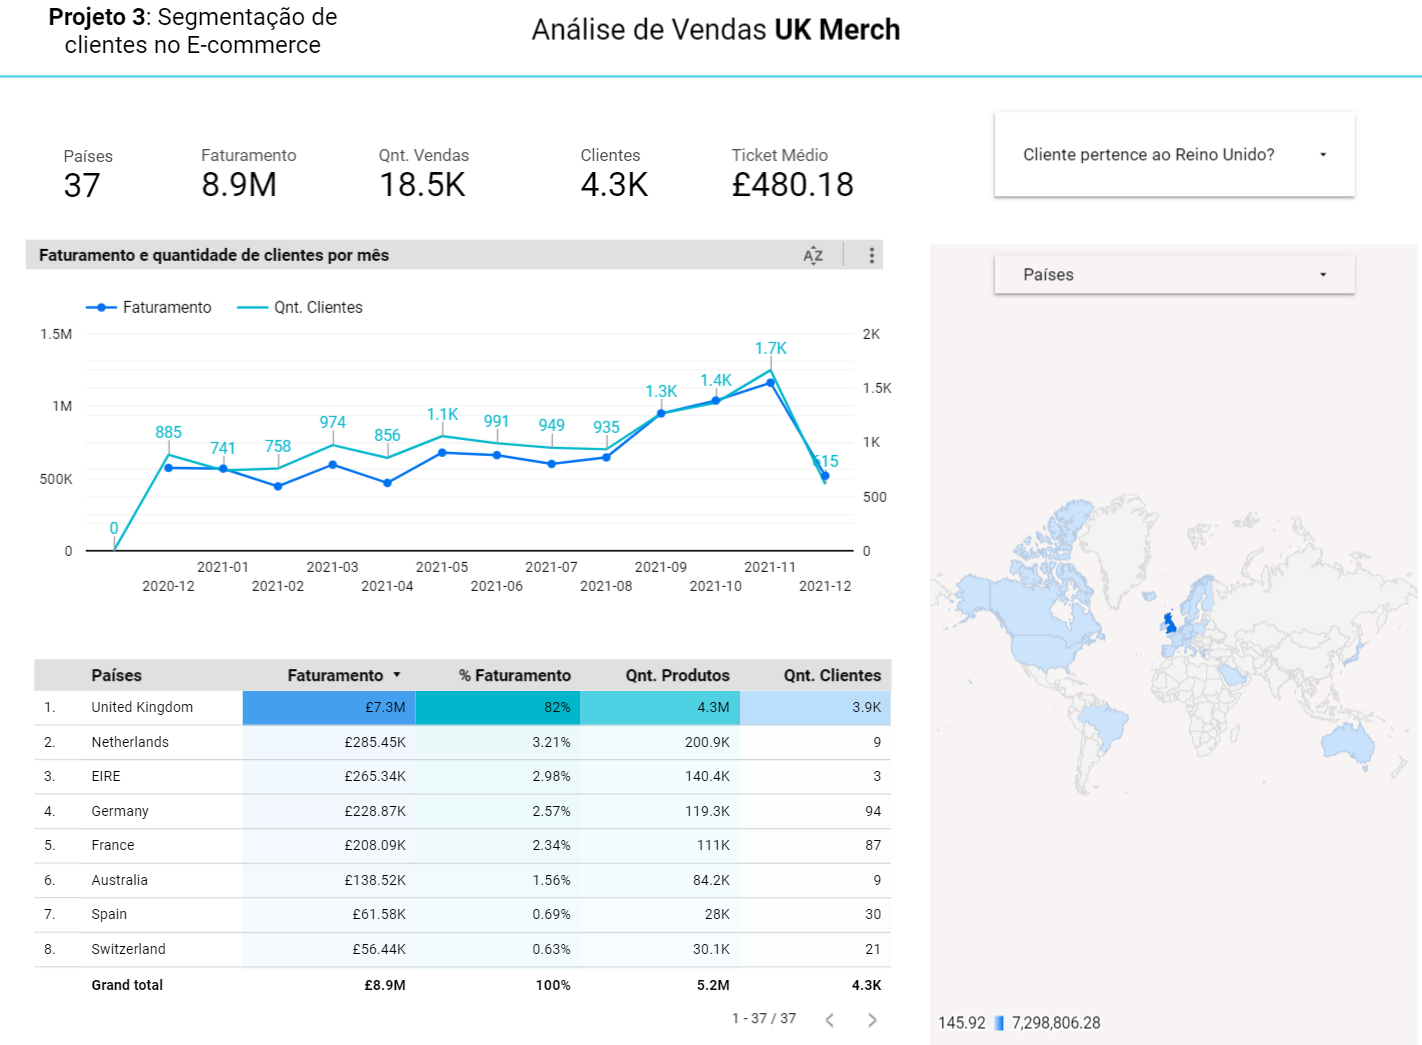 Projeto 3: Segmentação de
clientes no E-commerce
Análise de Vendas UK Merch
Países
37
Faturamento
8.9M
Qnt. Vendas
18.5K
Clientes
4.3K
Ticket Médio
£480.18
Cliente pertence ao Reino Unido?
Faturamento e quantidade de clientes por mês
AZ
Países
Faturamento
Qnt. Clientes
1.5M
1M
500K
0
2K
1.5K
1K
500
0
0
885
741
758
974
856
1.1K
991
949
935
1.3K
1.4K
1.7K
615
2021-01 2021-03 2021-05 2021-07 2021-09 2021-11
2020-12 2021-02 2021-04 2021-06 2021-08 2021-10 2021-12
Países Faturamento % Faturamento Qnt. Produtos Qnt. Clientes
1. United Kingdom £7.3M 82% 4.3M 3.9K
2. Netherlands £285.45K 3.21% 200.9K 9
3. EIRE £265.34K 2.98% 140.4K 3
4. Germany £228.87K 2.57% 119.3K 94
5. France £208.09K 2.34% 111K 87
6. Australia £138.52K 1.56% 84.2K 9
7. Spain £61.58K 0.69% 28K 30
8. Switzerland £56.44K 0.63% 30.1K 21
Grand total £8.9M 100% 5.2M 4.3K
1 - 37 / 37
145.92 7,298,806.28